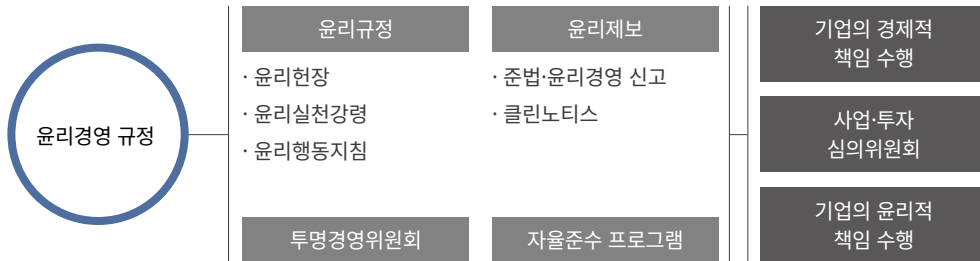 윤리경영 규정
윤리규정
· 윤리헌장
· 윤리실천강령
· 윤리행동지침
윤리제보
· 준법·윤리경영 신고
· 클린노티스
투명경영위원회
자율준수 프로그램
기업의 경제적
책임 수행
사업·투자
심의위원회
기업의 윤리적
책임 수행